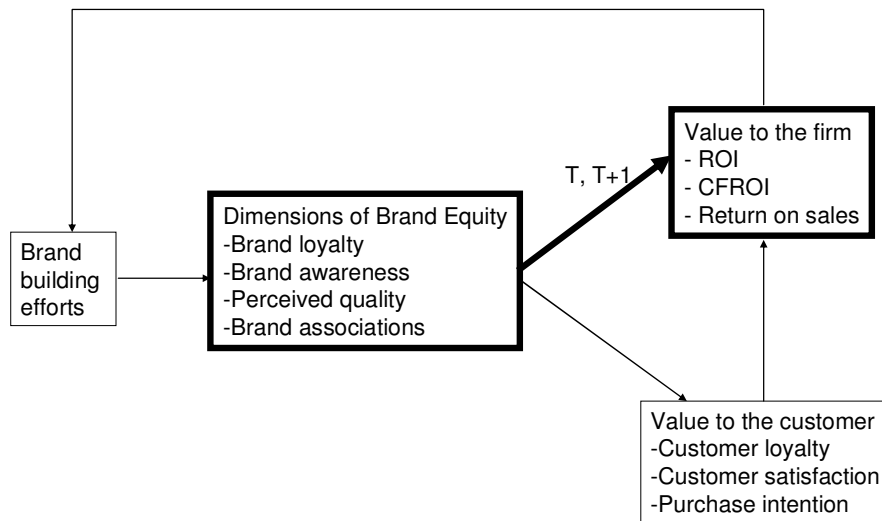 Value to the firm
- ROI
- CFROI
- Return on sales
T, T+1
Dimensions of Brand Equity
-Brand loyalty
-Brand awareness
-Perceived quality
-Brand associations
Brand
building
efforts
Value to the customer
-Customer loyalty
-Customer satisfaction
-Purchase intention